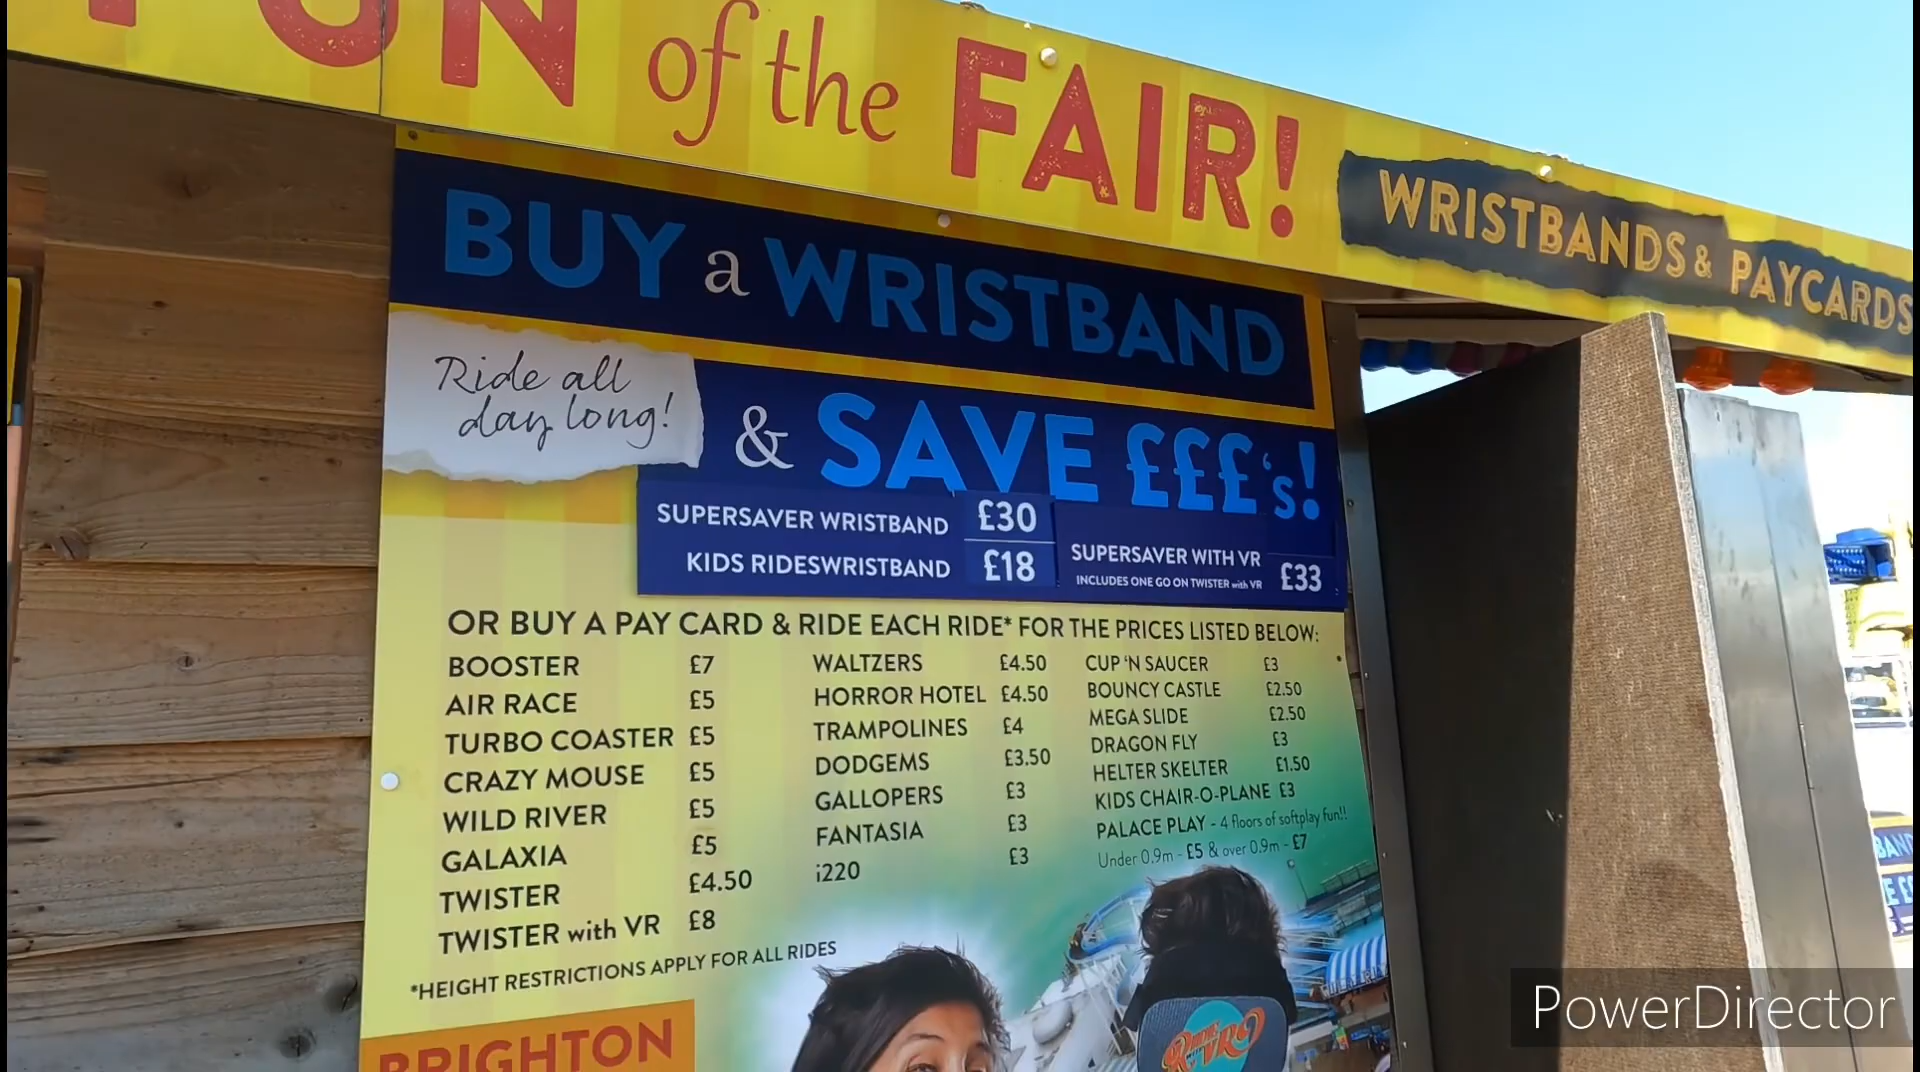 FUN of the FAIR!
WRISTBANDS & PAYCARDS
BUY a WRISTBAND
Ride all
day long!
& SAVE £££'s!
SUPERSAVER WRISTBAND £30
KIDS RIDESWRISTBAND £18
SUPERSAVER WITH VR
INCLUDES ONE GO ON TWISTER with VR £33
OR BUY A PAY CARD & RIDE EACH RIDE* FOR THE PRICES LISTED BELOW:
BOOSTER £7
AIR RACE £5
TURBO COASTER £5
CRAZY MOUSE £5
WILD RIVER £5
GALAXIA £5
TWISTER £4.50
TWISTER with VR £8
WALTZERS £4.50
HORROR HOTEL £4.50
TRAMPOLINES £4
DODGEMS £3.50
GALLOPERS £3
FANTASIA £3
i220 £3
CUP 'N SAUCER £3
BOUNCY CASTLE £2.50
MEGA SLIDE £2.50
DRAGON FLY £3
HELTER SKELTER £1.50
KIDS CHAIR-O-PLANE £3
PALACE PLAY - 4 floors of softplay fun!!
Under 0.9m - £5 & over 0.9m - £7
*HEIGHT RESTRICTIONS APPLY FOR ALL RIDES
BRIGHTON
RIDE
WITH
VR
PowerDirector